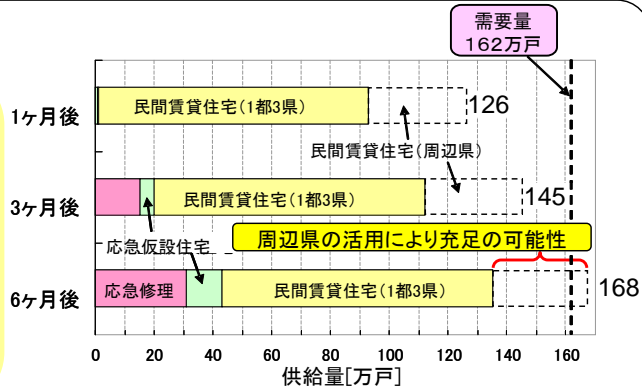 需要量
162万戸
1ヶ月後
民間賃貸住宅(1都3県)
126
民間賃貸住宅(周辺県)
3ヶ月後
民間賃貸住宅(1都3県)
145
応急仮設住宅
周辺県の活用により充足の可能性
6ヶ月後
応急修理
民間賃貸住宅(1都3県)
168
0 20 40 60 80 100 120 140 160
供給量[万戸]